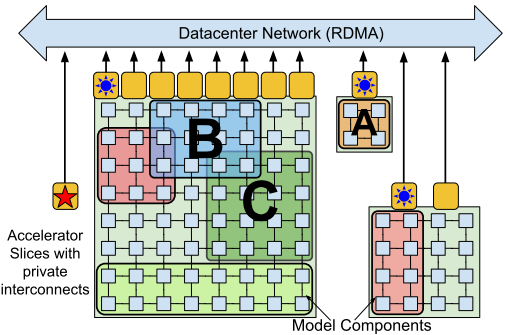 Datacenter Network (RDMA)
A
B
C
Accelerator
Slices with
private
interconnects
Model Components